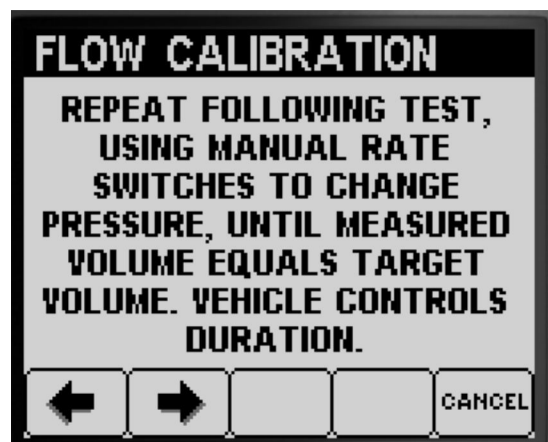 FLOW CALIBRATION
REPEAT FOLLOWING TEST,
USING MANUAL RATE
SWITCHES TO CHANGE
PRESSURE, UNTIL MEASURED
VOLUME EQUALS TARGET
VOLUME. VEHICLE CONTROLS
DURATION.
CANCEL